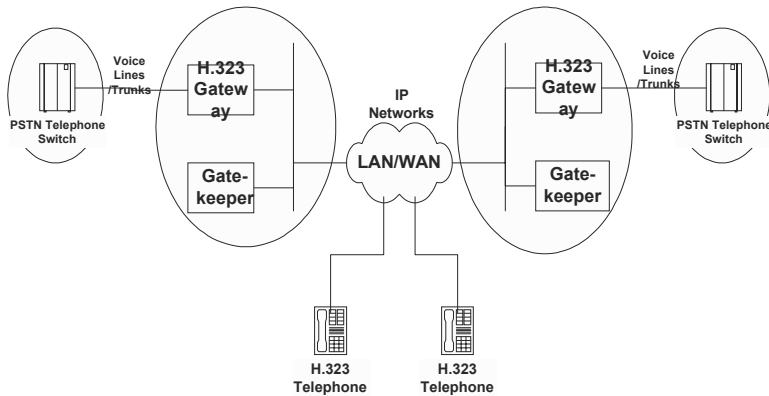 Voice
Lines
/Trunks
H.323
Gatew
ay
PSTN Telephone
Switch
Gate-
keeper
IP
Networks
LAN/WAN
H.323
Gatew
ay
Voice
Lines
/Trunks
PSTN Telephone
Switch
Gate-
keeper
H.323
Telephone
H.323
Telephone